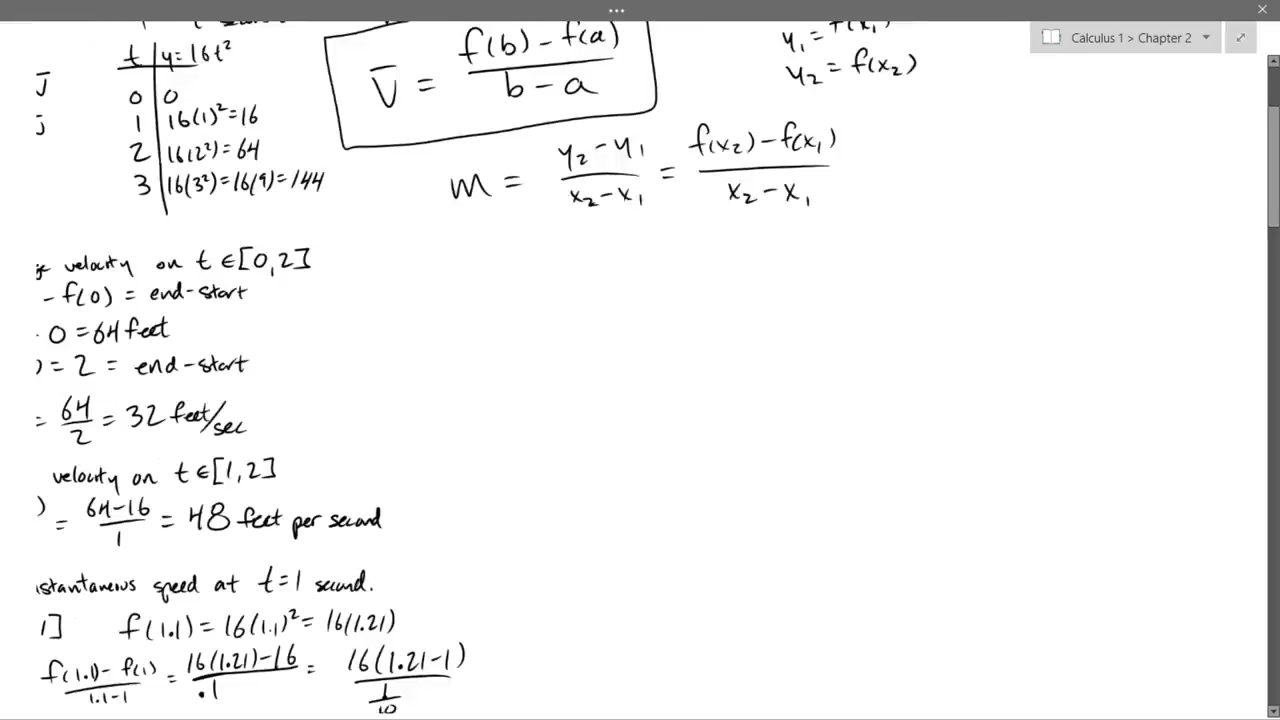 Calculus 1 > Chapter 2
t | y=16t²
0 | 0
1 | 16(1)²=16
2 | 16(2²)=64
3 | 16(3²)=16(9)=144
V̄ = (f(b)-f(a))/(b-a)
y₁=f(x₁)
y₂=f(x₂)
m = (y₂-y₁)/(x₂-x₁) = (f(x₂)-f(x₁))/(x₂-x₁)
velocity on t∈[0,2]
-f(0) = end-start
0=64 feet
)=2 = end-start
= 64/2 = 32 feet/sec
velocity on t∈[1,2]
) = (64-16)/1 = 48 feet per second
stantaneous speed at t=1 second.
1] f(1.1)=16(1.1)²=16(1.21)
(f(1.1)-f(1))/(1.1-1) = (16(1.21)-16)/.1 = (16(1.21-1))/(1/10)